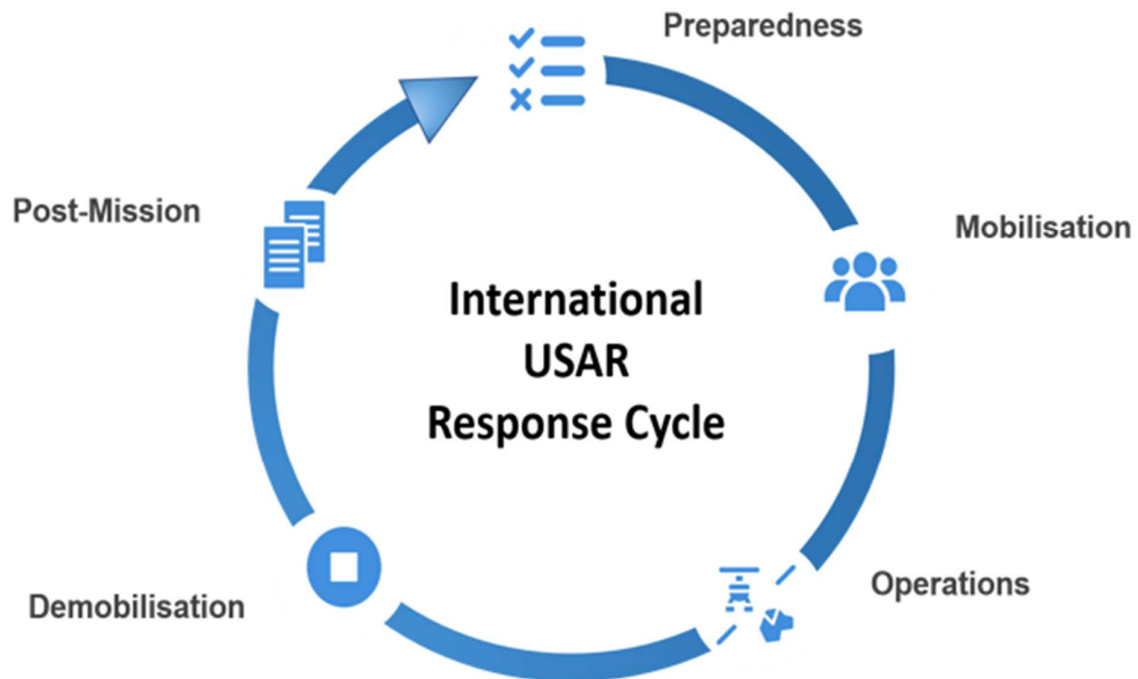 Preparedness
Mobilisation
Operations
Demobilisation
Post-Mission
International
USAR
Response Cycle